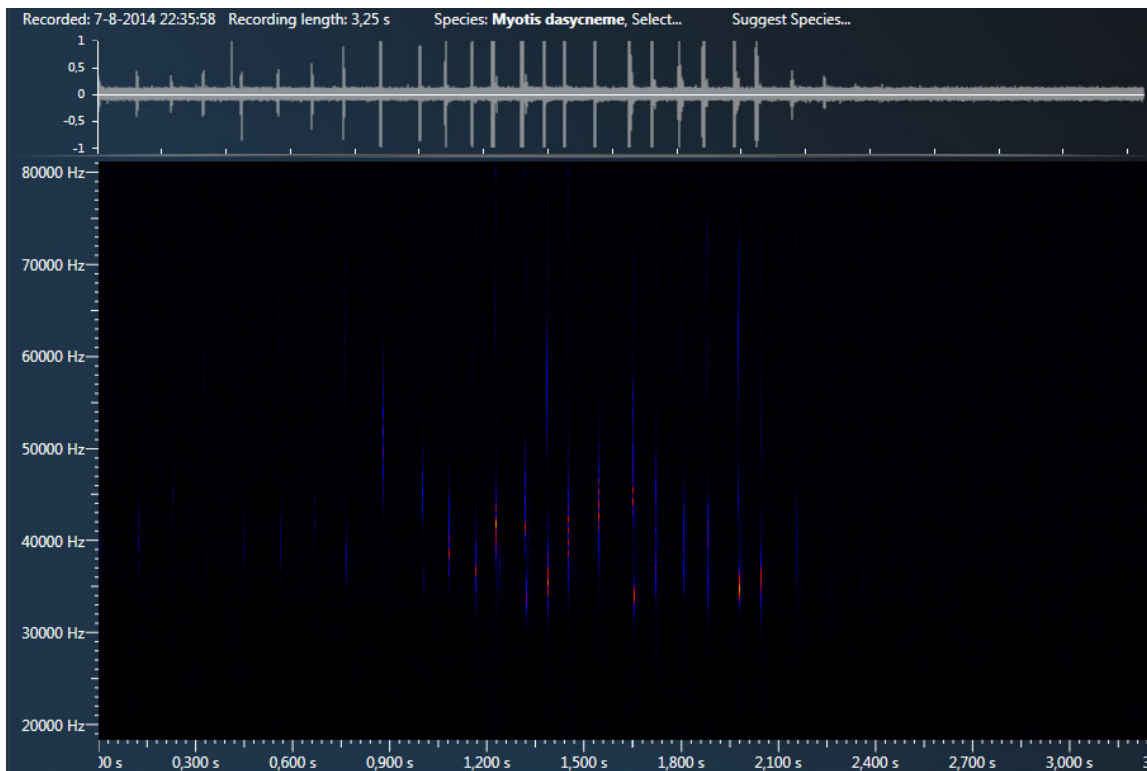 Recorded: 7-8-2014 22:35:58 Recording length: 3,25 s Species: Myotis dasycneme, Select... Suggest Species...
1
0,5
0
-0,5
-1
80000 Hz
70000 Hz
60000 Hz
50000 Hz
40000 Hz
30000 Hz
20000 Hz
00 s 0,300 s 0,600 s 0,900 s 1,200 s 1,500 s 1,800 s 2,100 s 2,400 s 2,700 s 3,000 s 3